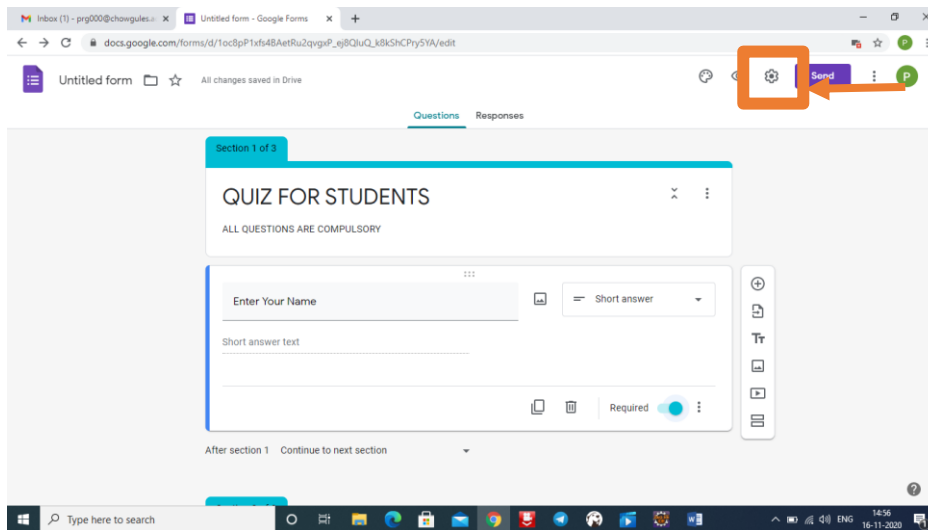 Inbox (1) - prg000@chowgules.a
Untitled form - Google Forms
docs.google.com/forms/d/1oc8pP1xfs4BAetRu2qvgxP_ej8QIuQ_k8kShCPry5YA/edit
P
Untitled form
All changes saved in Drive
Send
P
Questions Responses
Section 1 of 3
QUIZ FOR STUDENTS
ALL QUESTIONS ARE COMPULSORY
Enter Your Name
Short answer
Short answer text
Required
After section 1 Continue to next section
Type here to search
ENG
14:56
16-11-2020